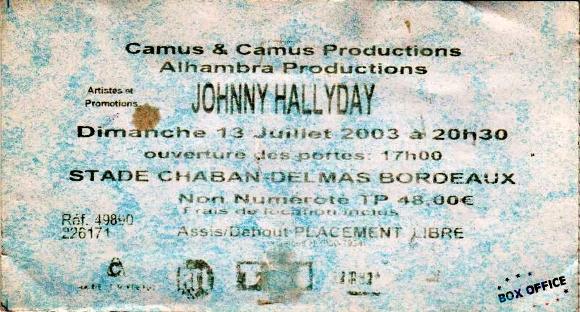 Camus & Camus Productions
Alhambra Productions
Artistes et
Promotions
JOHNNY HALLYDAY
Dimanche 13 Juillet 2003 à 20h30
ouverture des portes: 17h00
STADE CHABAN DELMAS BORDEAUX
Non Numéroté TP 48,00€
Frais de location inclus
Réf. 49890
226171
Assis/Debout PLACEMENT LIBRE
BOX OFFICE